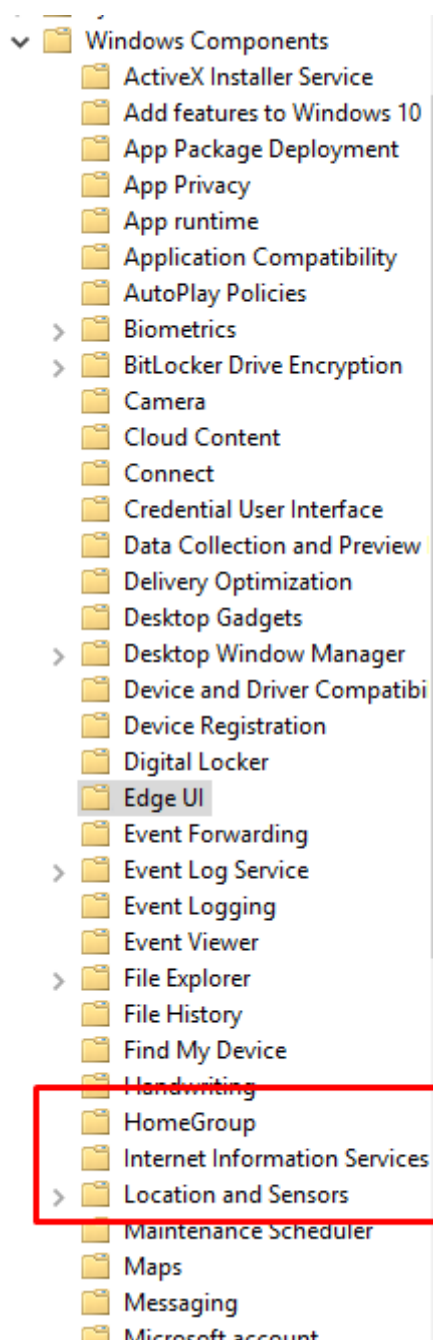 Windows Components
ActiveX Installer Service
Add features to Windows 10
App Package Deployment
App Privacy
App runtime
Application Compatibility
AutoPlay Policies
Biometrics
BitLocker Drive Encryption
Camera
Cloud Content
Connect
Credential User Interface
Data Collection and Preview
Delivery Optimization
Desktop Gadgets
Desktop Window Manager
Device and Driver Compatibi
Device Registration
Digital Locker
Edge UI
Event Forwarding
Event Log Service
Event Logging
Event Viewer
File Explorer
File History
Find My Device
Handwriting
HomeGroup
Internet Information Services
Location and Sensors
Maintenance Scheduler
Maps
Messaging
Microsoft account